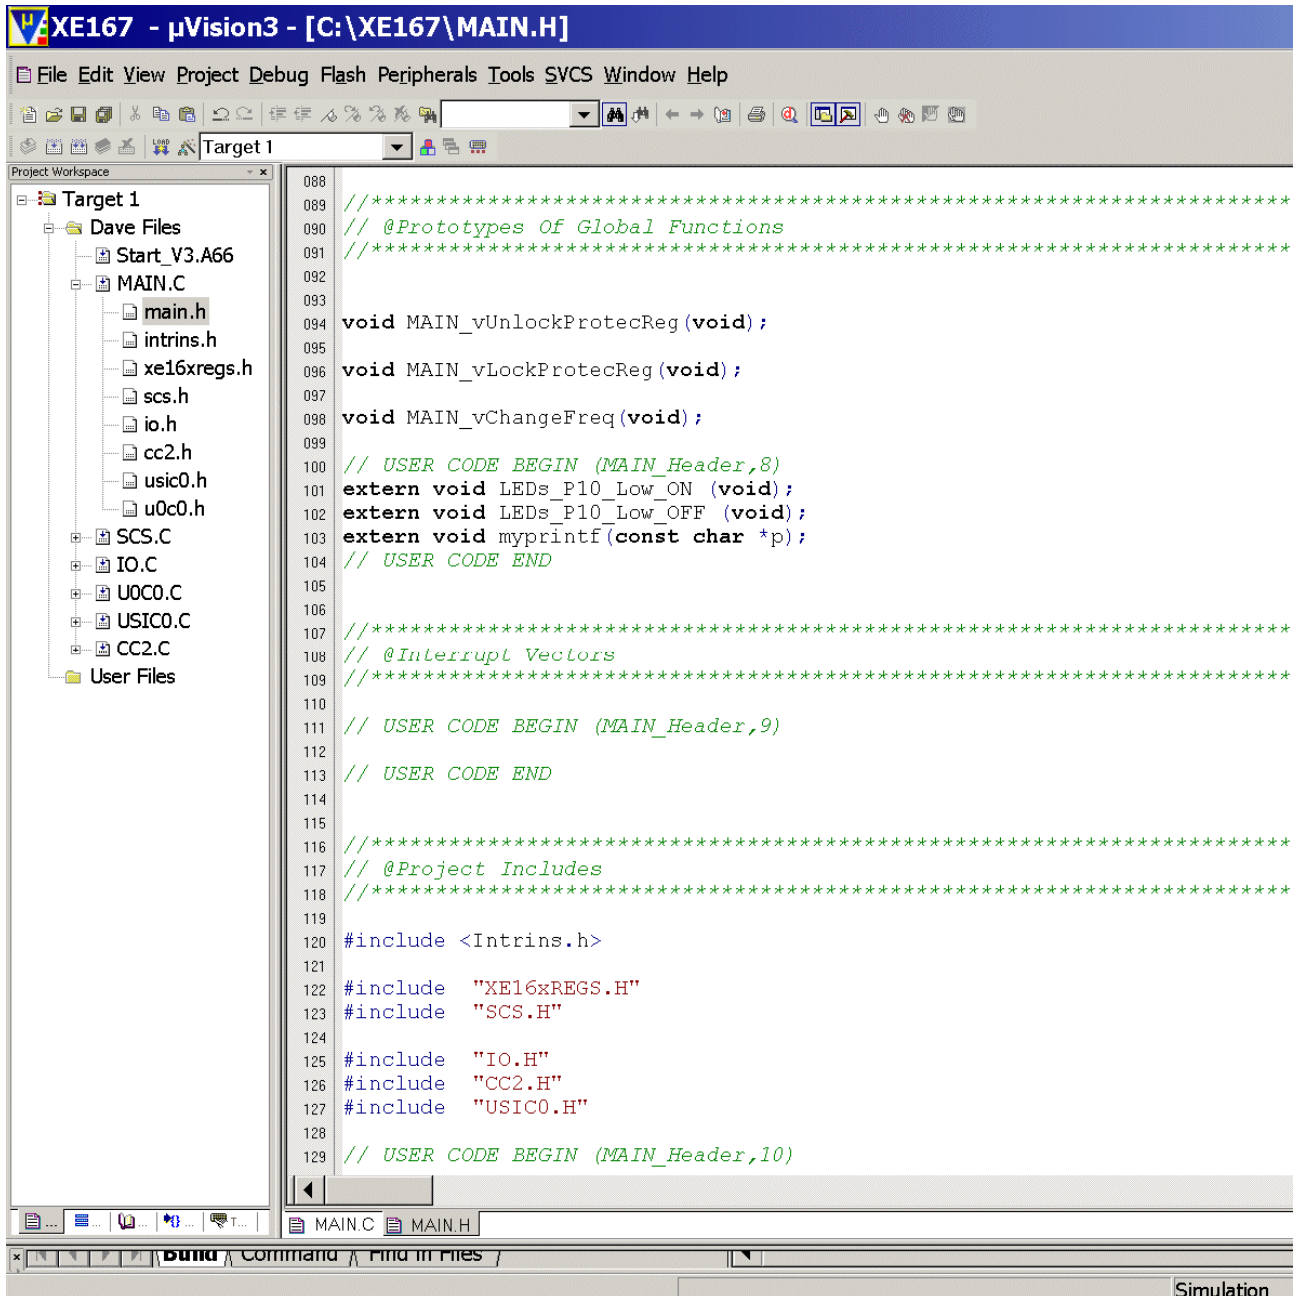 XE167 - µVision3 - [C:\XE167\MAIN.H]
File Edit View Project Debug Flash Peripherals Tools SVCS Window Help
LOAD Target 1
Project Workspace
Target 1
Dave Files
Start_V3.A66
MAIN.C
main.h
intrins.h
xe16xregs.h
scs.h
io.h
cc2.h
usic0.h
u0c0.h
SCS.C
IO.C
U0C0.C
USIC0.C
CC2.C
User Files
088
089 //***********************************************************************
090 // @Prototypes Of Global Functions
091 //***********************************************************************
092
093
094 void MAIN_vUnlockProtecReg(void);
095
096 void MAIN_vLockProtecReg(void);
097
098 void MAIN_vChangeFreq(void);
099
100 // USER CODE BEGIN (MAIN_Header,8)
101 extern void LEDs_P10_Low_ON (void);
102 extern void LEDs_P10_Low_OFF (void);
103 extern void myprintf(const char *p);
104 // USER CODE END
105
106
107 //***********************************************************************
108 // @Interrupt Vectors
109 //***********************************************************************
110
111 // USER CODE BEGIN (MAIN_Header,9)
112
113 // USER CODE END
114
115
116 //***********************************************************************
117 // @Project Includes
118 //***********************************************************************
119
120 #include <Intrins.h>
121
122 #include  "XE16xREGS.H"
123 #include  "SCS.H"
124
125 #include  "IO.H"
126 #include  "CC2.H"
127 #include  "USIC0.H"
128
129 // USER CODE BEGIN (MAIN_Header,10)
... ... ... ... T...
MAIN.C MAIN.H
Build Command Find in Files
Simulation